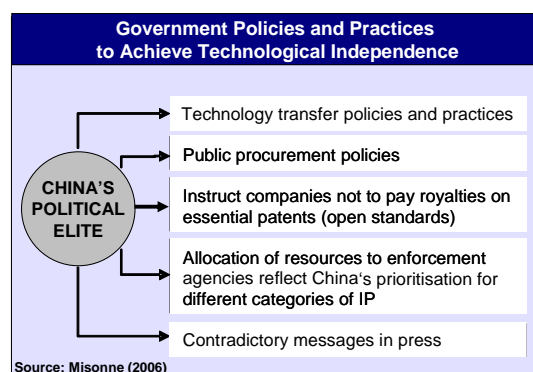 Government Policies and Practices
to Achieve Technological Independence
CHINA'S
POLITICAL
ELITE
Technology transfer policies and practices
Public procurement policies
Instruct companies not to pay royalties on
essential patents (open standards)
Allocation of resources to enforcement
agencies reflect China‘s prioritisation for
different categories of IP
Contradictory messages in press
Source: Misonne (2006)